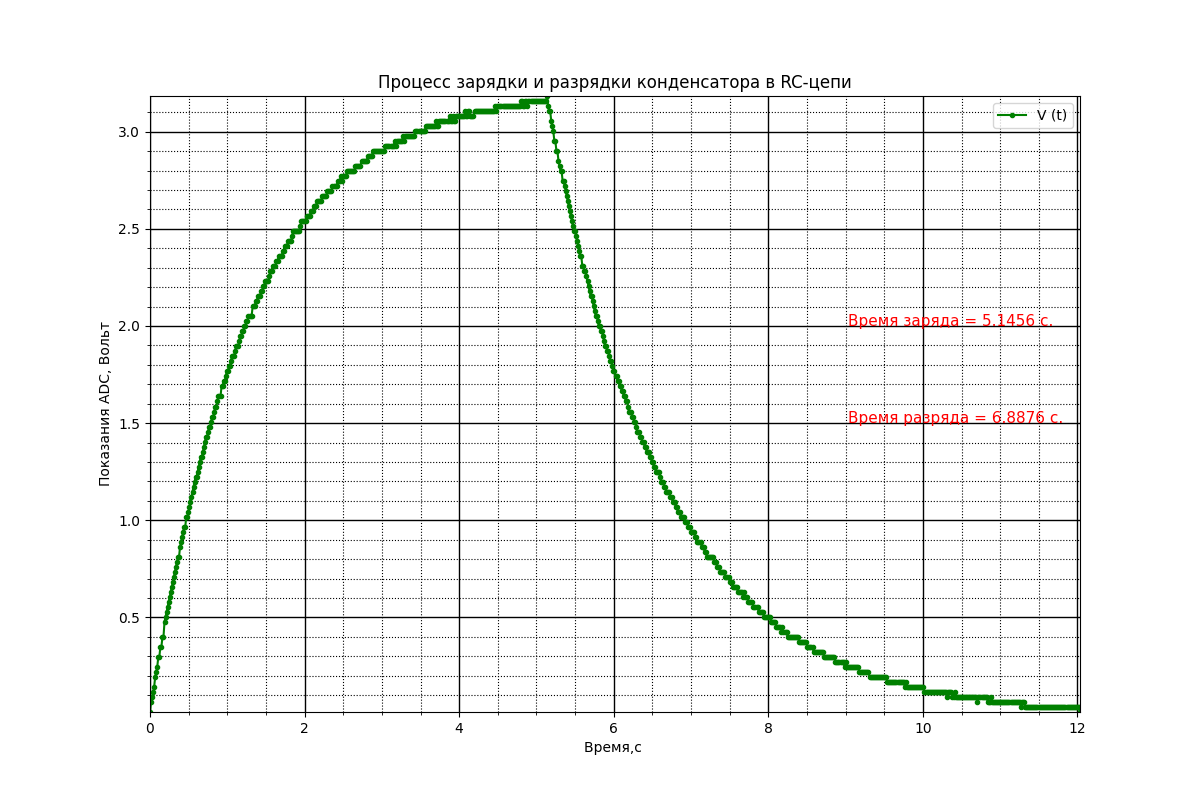 Процесс зарядки и разрядки конденсатора в RC-цепи
V (t)
Показания ADC, Вольт
3.0
2.5
2.0
1.5
1.0
0.5
Время заряда = 5.1456 с.
Время разряда = 6.8876 с.
0 2 4 6 8 10 12
Время,с